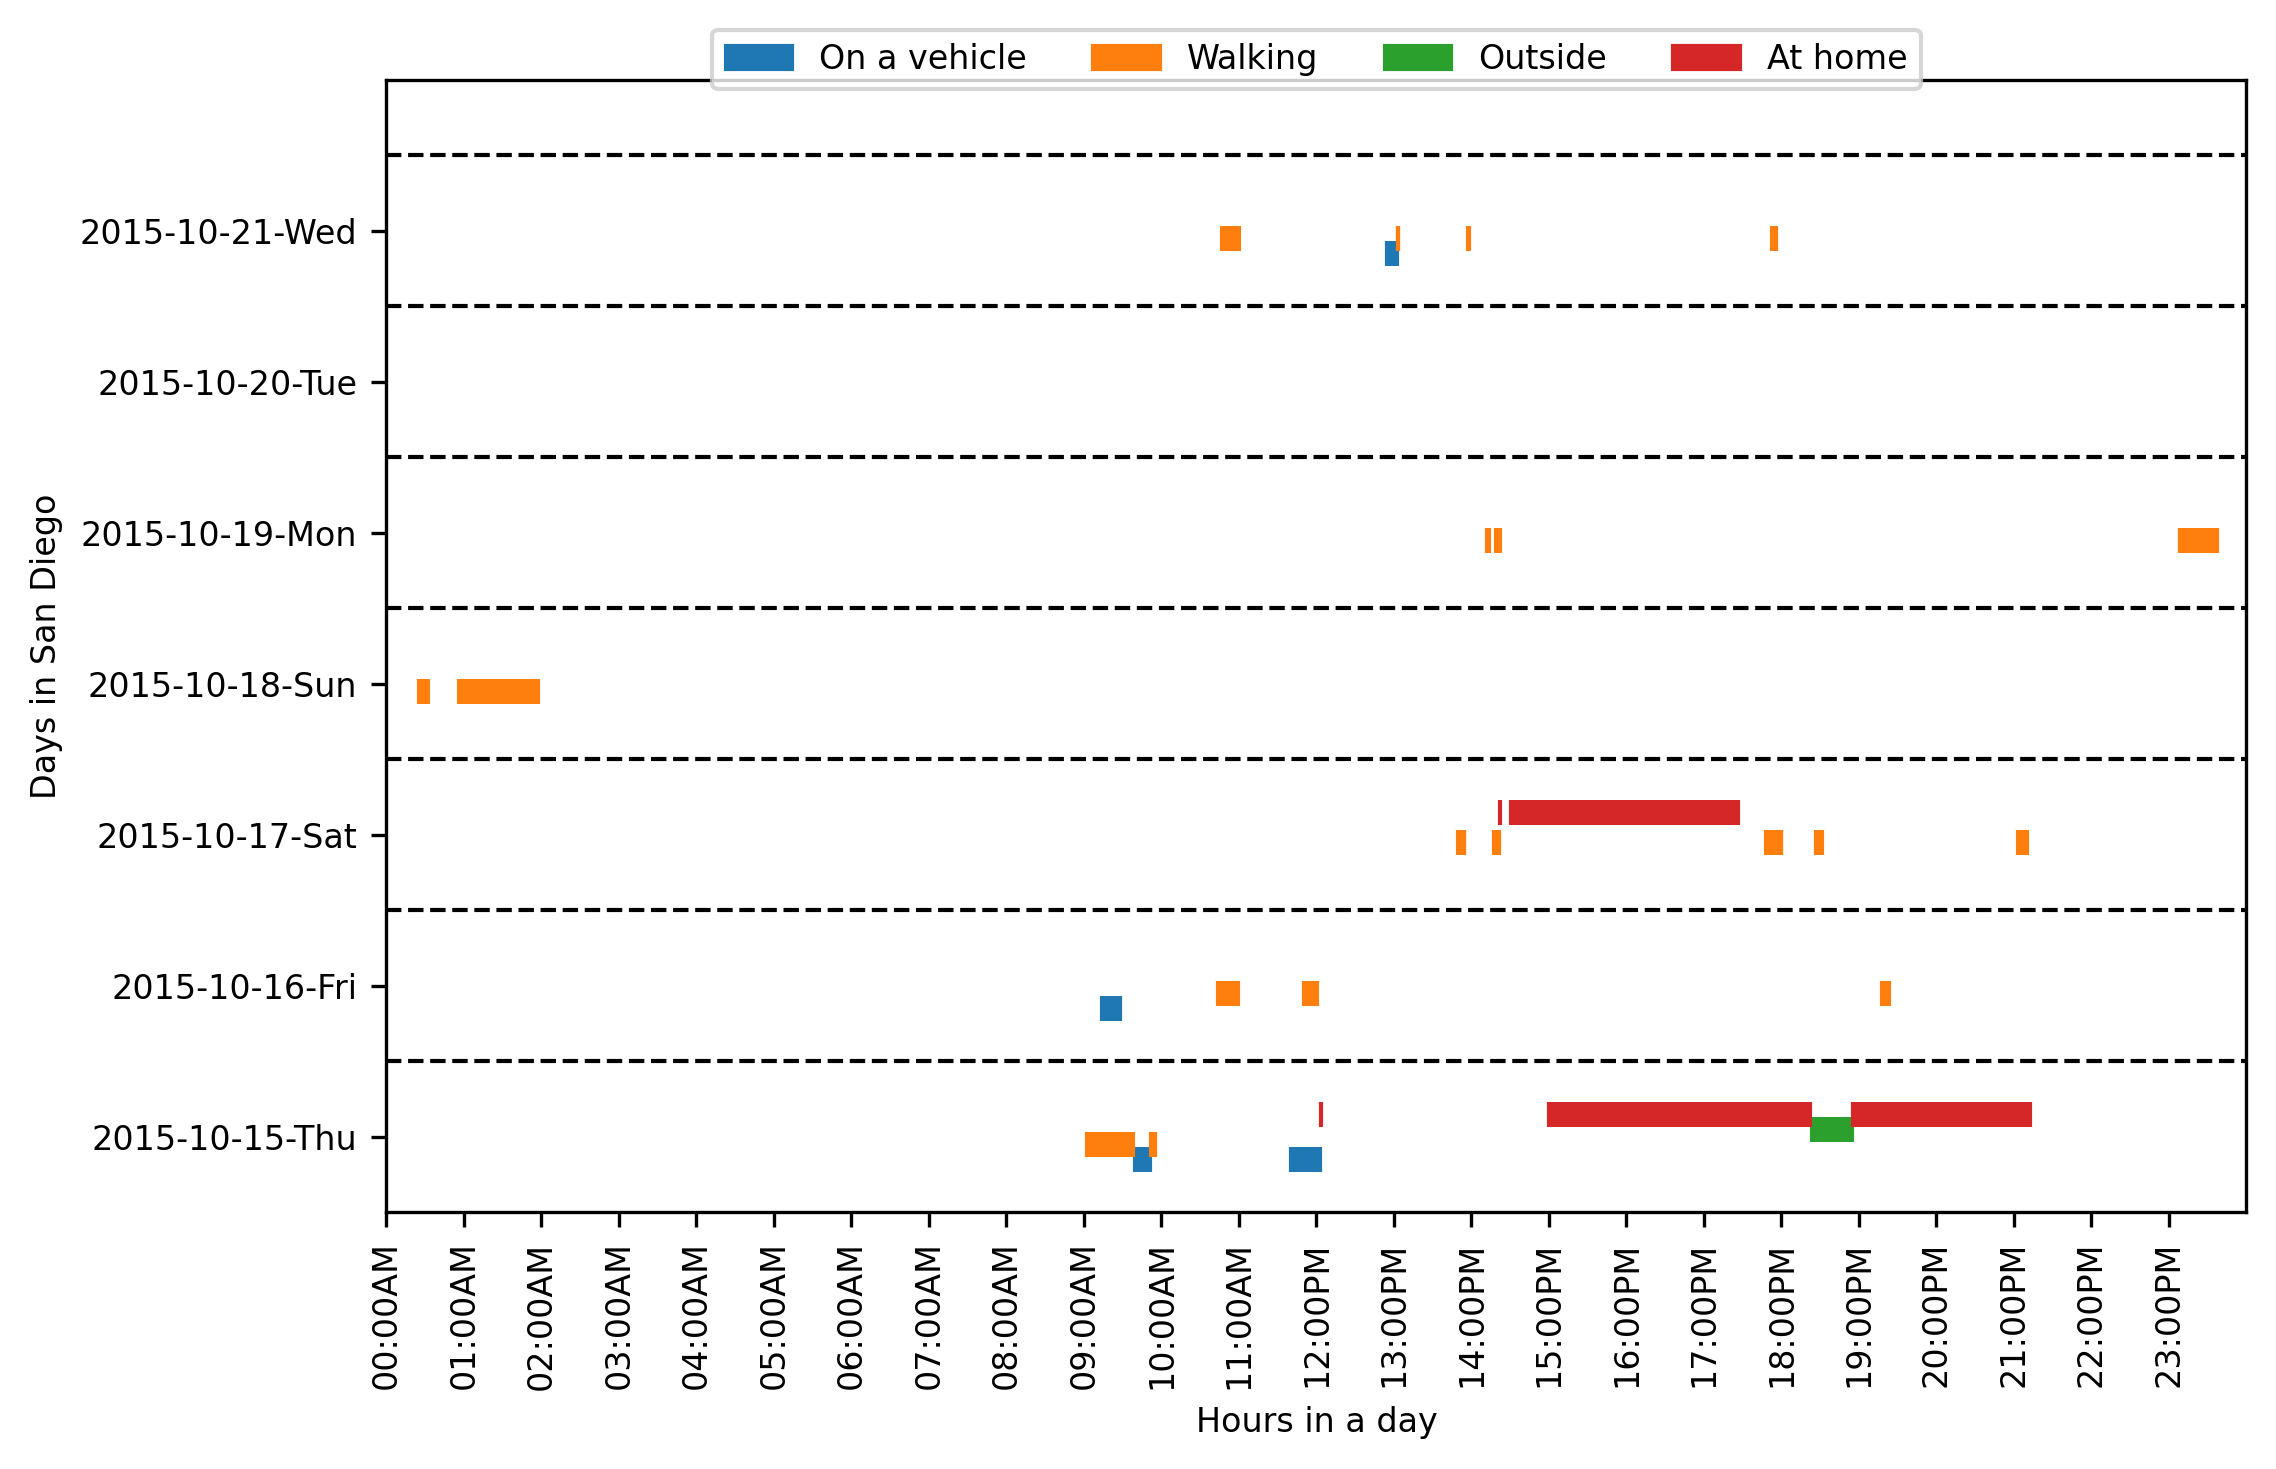 On a vehicle Walking Outside At home
2015-10-21-Wed
2015-10-20-Tue
2015-10-19-Mon
2015-10-18-Sun
2015-10-17-Sat
2015-10-16-Fri
2015-10-15-Thu
Days in San Diego
00:00AM
01:00AM
02:00AM
03:00AM
04:00AM
05:00AM
06:00AM
07:00AM
08:00AM
09:00AM
10:00AM
11:00AM
12:00PM
13:00PM
14:00PM
15:00PM
16:00PM
17:00PM
18:00PM
19:00PM
20:00PM
21:00PM
22:00PM
23:00PM
Hours in a day